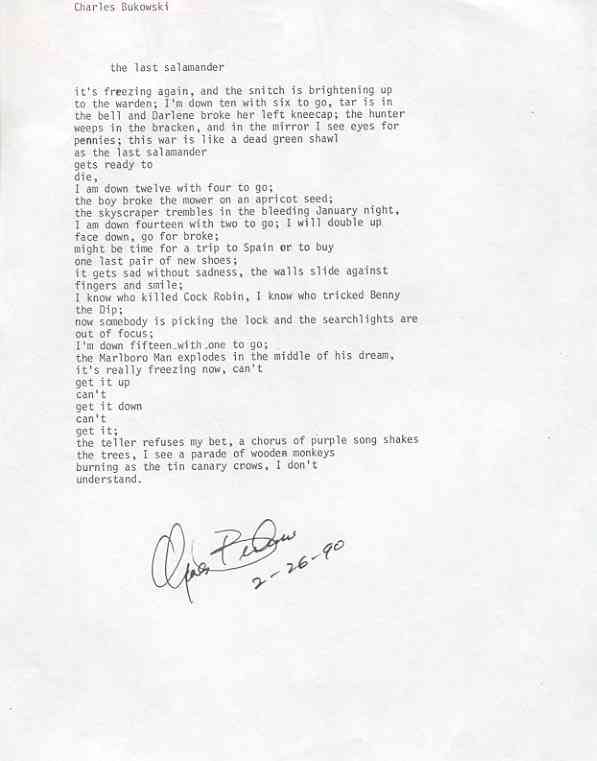 Charles Bukowski
the last salamander
it's freezing again, and the snitch is brightening up
to the warden; I'm down ten with six to go, tar is in
the bell and Darlene broke her left kneecap; the hunter
weeps in the bracken, and in the mirror I see eyes for
pennies; this war is like a dead green shawl
as the last salamander
gets ready to
die,
I am down twelve with four to go;
the boy broke the mower on an apricot seed;
the skyscraper trembles in the bleeding January night,
I am down fourteen with two to go; I will double up
face down, go for broke;
might be time for a trip to Spain or to buy
one last pair of new shoes;
it gets sad without sadness, the walls slide against
fingers and smile;
I know who killed Cock Robin, I know who tricked Benny
the Dip;
now somebody is picking the lock and the searchlights are
out of focus;
I'm down fifteen with one to go;
the Marlboro Man explodes in the middle of his dream,
it's really freezing now, can't
get it up
can't
get it down
can't
get it;
the teller refuses my bet, a chorus of purple song shakes
the trees, I see a parade of wooden monkeys
burning as the tin canary crows, I don't
understand.
2-26-90